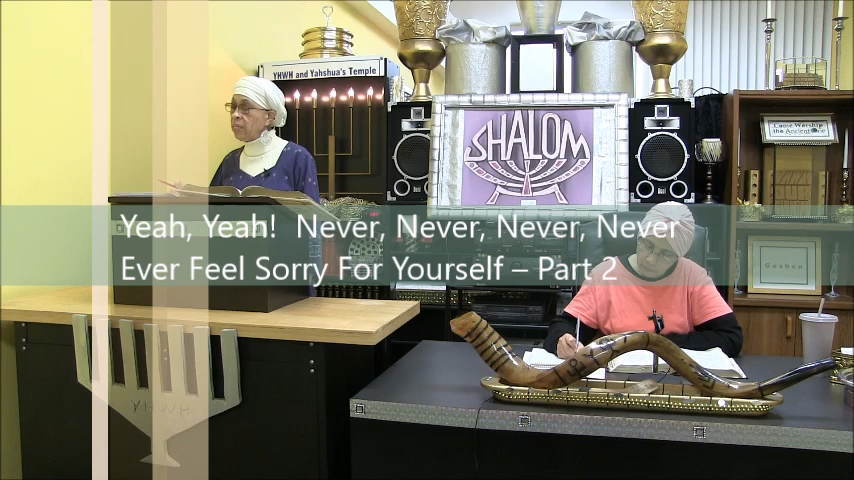 YHWH and Yahshua's Temple
SHALOM
Come Worship
the Ancient One
Yeah, Yeah!  Never, Never, Never, Never
Ever Feel Sorry For Yourself – Part 2
Goshen
YHWH